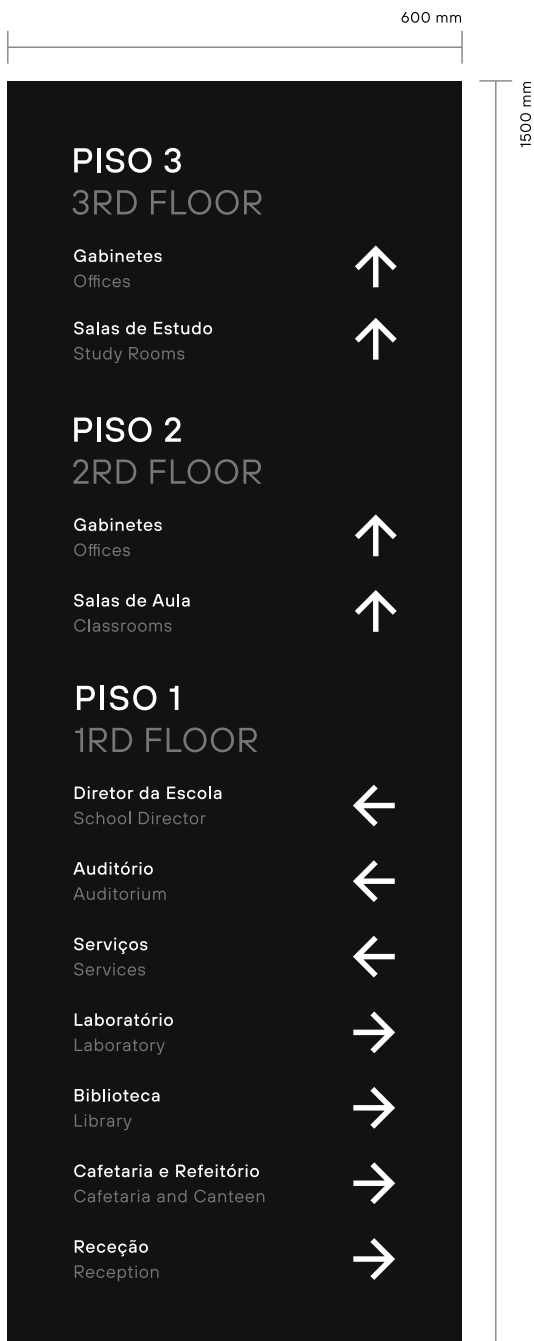 600 mm
1500 mm
PISO 3
3RD FLOOR
Gabinetes
Offices
Salas de Estudo
Study Rooms
PISO 2
2RD FLOOR
Gabinetes
Offices
Salas de Aula
Classrooms
PISO 1
1RD FLOOR
Diretor da Escola
School Director
Auditório
Auditorium
Serviços
Services
Laboratório
Laboratory
Biblioteca
Library
Cafetaria e Refeitório
Cafetaria and Canteen
Receção
Reception